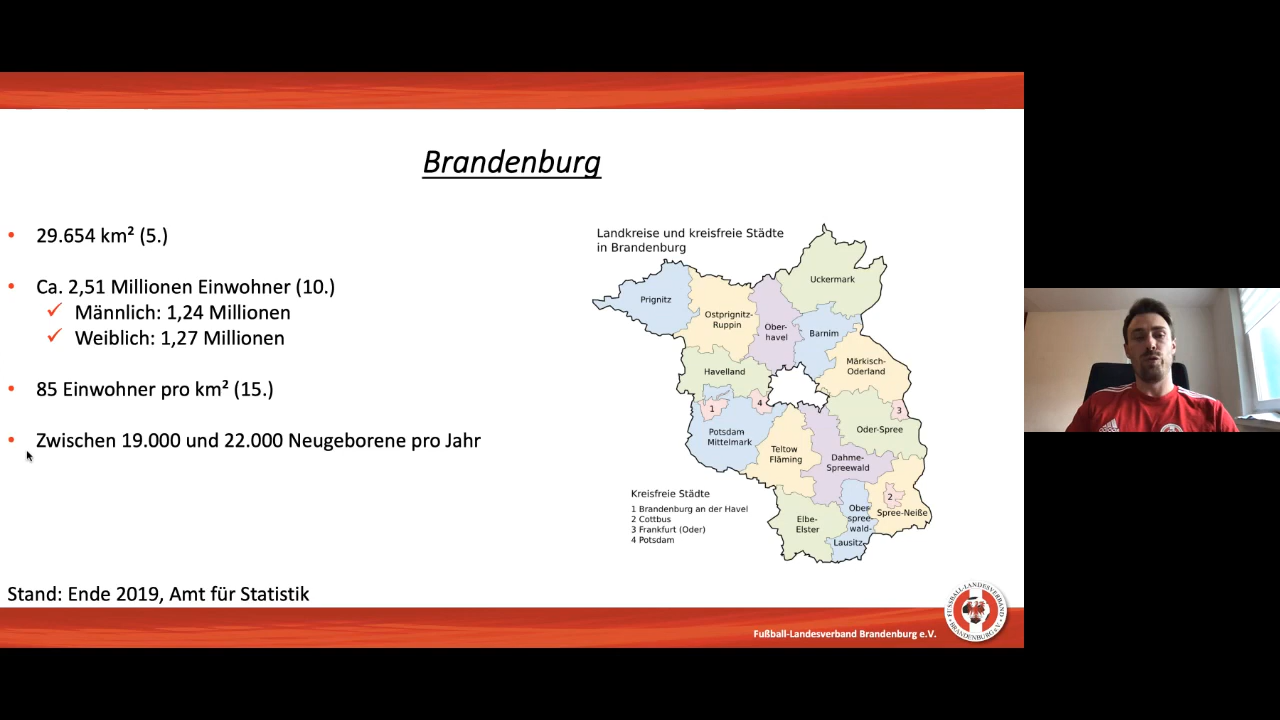 Brandenburg
29.654 km² (5.)
Ca. 2,51 Millionen Einwohner (10.)
Männlich: 1,24 Millionen
Weiblich: 1,27 Millionen
85 Einwohner pro km² (15.)
Zwischen 19.000 und 22.000 Neugeborene pro Jahr
Stand: Ende 2019, Amt für Statistik
Landkreise und kreisfreie Städte
in Brandenburg
Uckermark
Prignitz
Ostprignitz-
Ruppin
Ober-
havel
Barnim
Märkisch-
Oderland
Havelland
1
4
3
Potsdam
Mittelmark
Oder-Spree
Teltow
Fläming
Dahme-
Spreewald
2
Spree-Neiße
Elbe-
Elster
Ober
spree-
wald-
Lausitz
Kreisfreie Städte
1 Brandenburg an der Havel
2 Cottbus
3 Frankfurt (Oder)
4 Potsdam
Fußball-Landesverband Brandenburg e.V.
FUSSBALL-LANDESVERBAND
BRANDENBURG e.V.